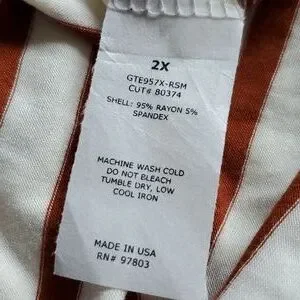 2X
GTE957X-RSM
CUT# 80374
SHELL: 95% RAYON 5%
SPANDEX
MACHINE WASH COLD
DO NOT BLEACH
TUMBLE DRY, LOW
COOL IRON
MADE IN USA
RN# 97803